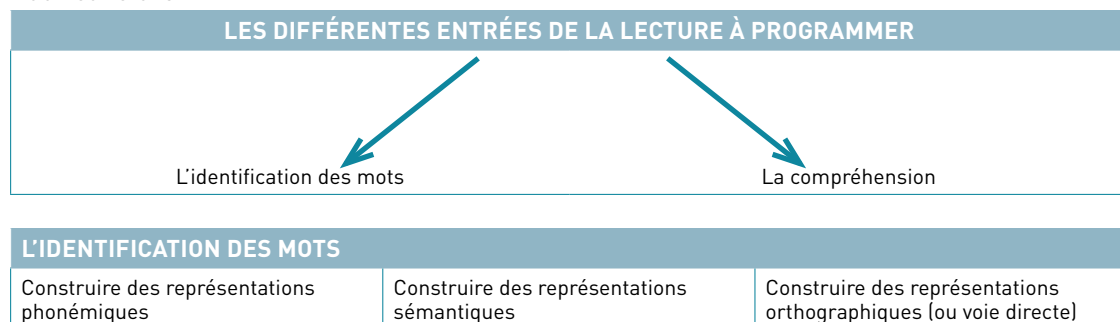 LES DIFFÉRENTES ENTRÉES DE LA LECTURE À PROGRAMMER
L'identification des mots
La compréhension
L'IDENTIFICATION DES MOTS
Construire des représentations
phonémiques
Construire des représentations
sémantiques
Construire des représentations
orthographiques (ou voie directe)